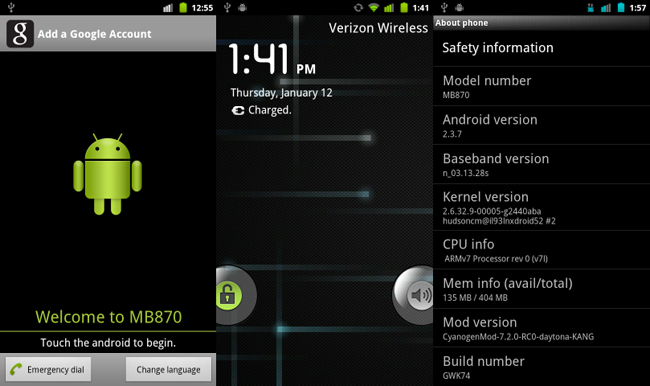 12:55
g Add a Google Account
Welcome to MB870
Touch the android to begin.
Emergency dial Change language
1:41
Verizon Wireless
1:41 PM
Thursday, January 12
Charged.
1:57
About phone
Safety information
Model number
MB870
Android version
2.3.7
Baseband version
n_03.13.28s
Kernel version
2.6.32.9-00005-g2440aba
hudsoncm@il93lnxdroid52 #2
CPU info
ARMv7 Processor rev 0 (v7l)
Mem info (avail/total)
135 MB / 404 MB
Mod version
CyanogenMod-7.2.0-RC0-daytona-KANG
Build number
GWK74